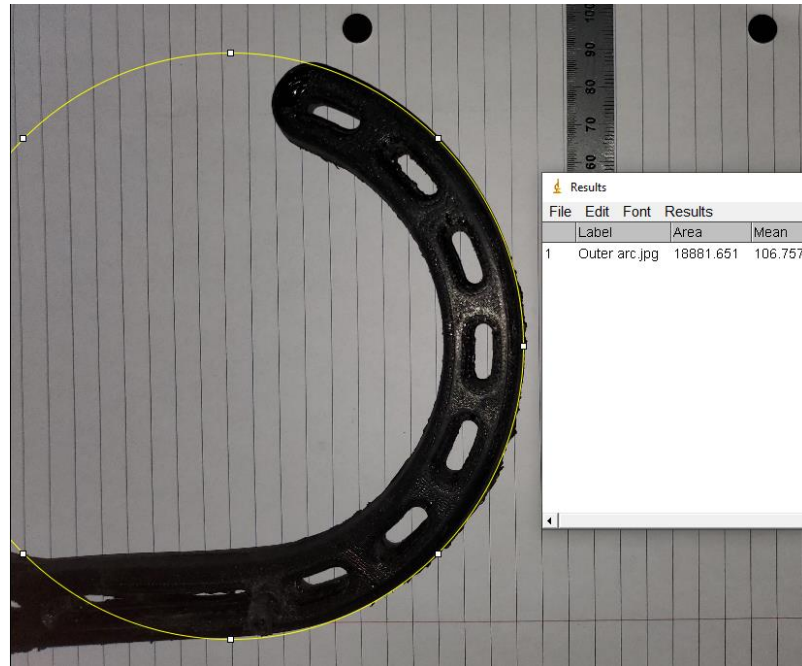 100
90
80
70
60
Results
File Edit Font Results
Label Area Mean
1 Outer arc.jpg 18881.651 106.757